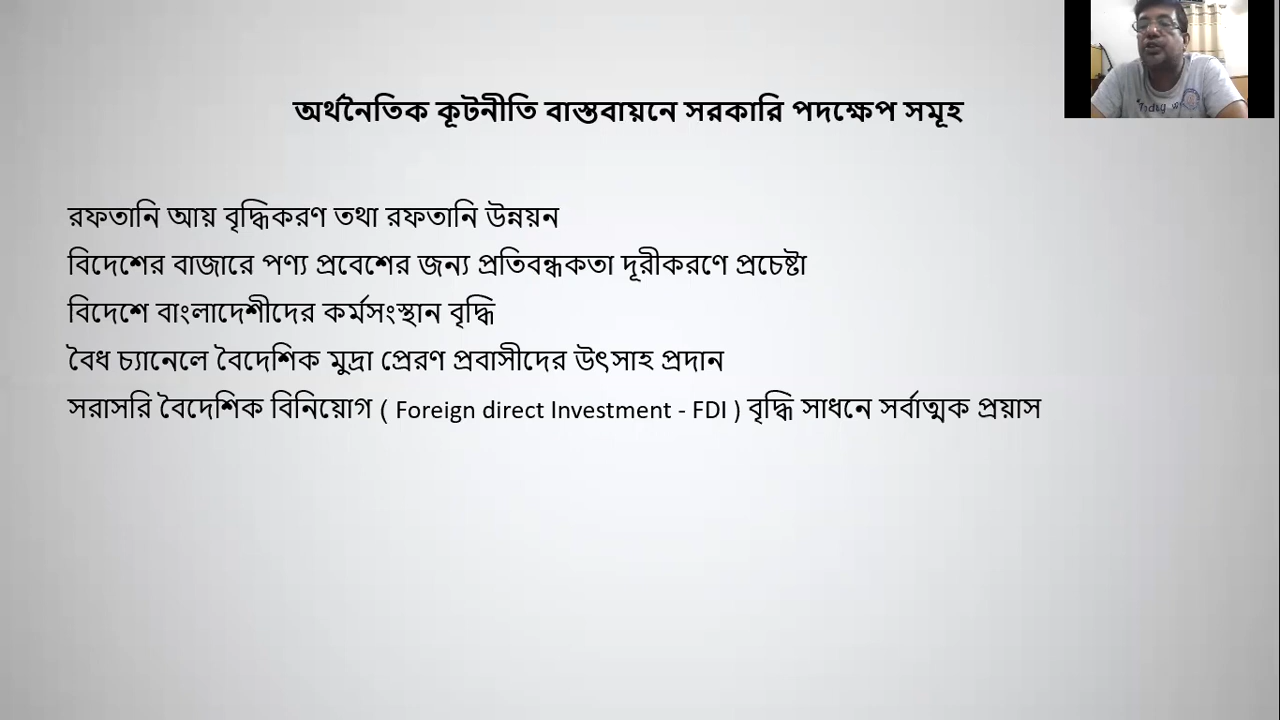 অর্থনৈতিক কূটনীতি বাস্তবায়নে সরকারি পদক্ষেপ সমূহ
রফতানি আয় বৃদ্ধিকরণ তথা রফতানি উন্নয়ন
বিদেশের বাজারে পণ্য প্রবেশের জন্য প্রতিবন্ধকতা দূরীকরণে প্রচেষ্টা
বিদেশে বাংলাদেশীদের কর্মসংস্থান বৃদ্ধি
বৈধ চ্যানেলে বৈদেশিক মুদ্রা প্রেরণ প্রবাসীদের উৎসাহ প্রদান
সরাসরি বৈদেশিক বিনিয়োগ ( Foreign direct Investment - FDI ) বৃদ্ধি সাধনে সর্বাত্মক প্রয়াস